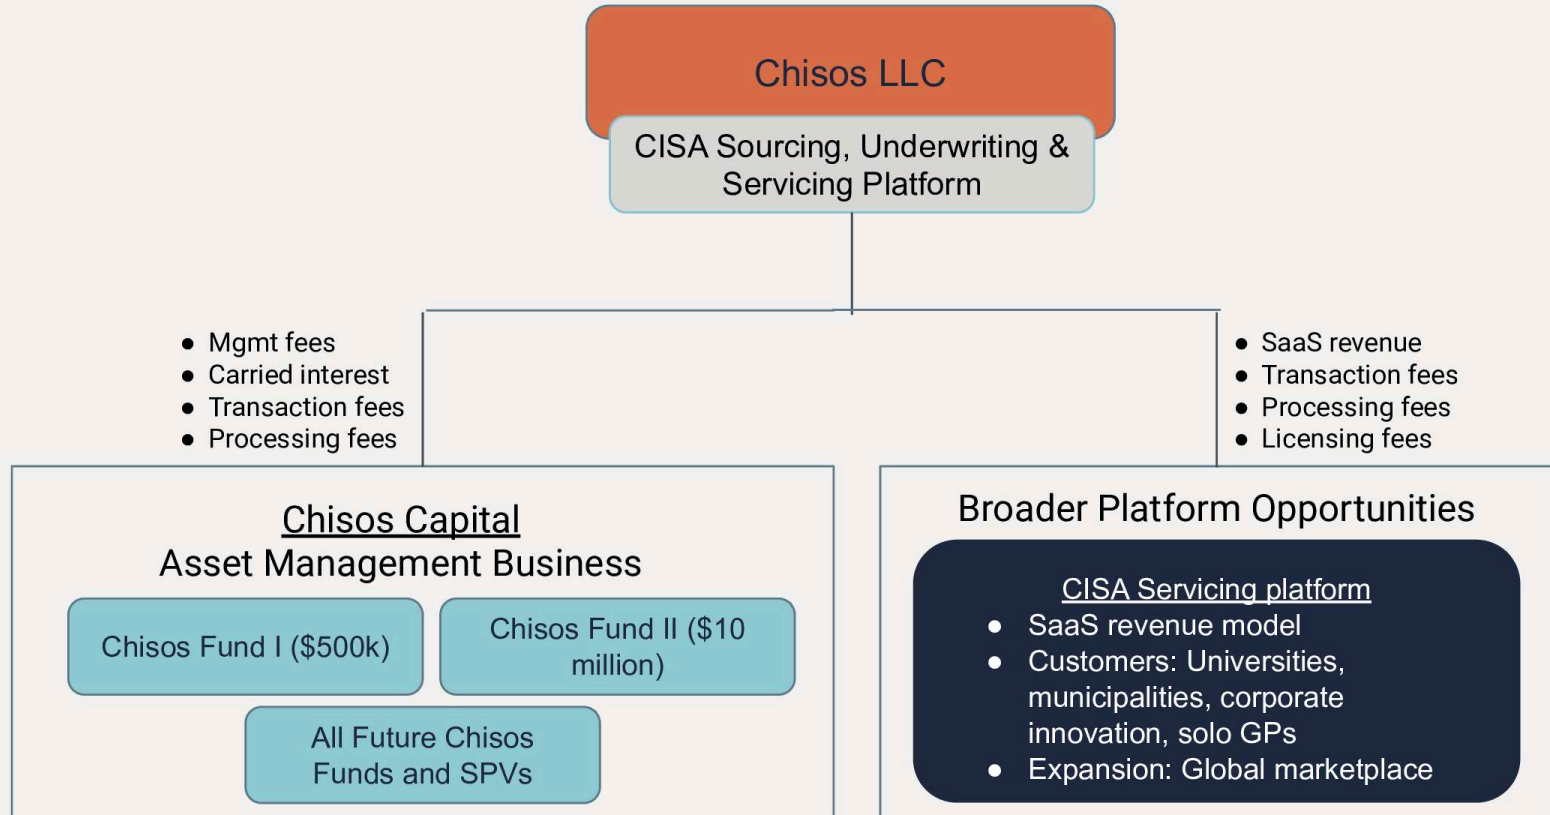 Chisos LLC
CISA Sourcing, Underwriting &
Servicing Platform
● Mgmt fees
● Carried interest
● Transaction fees
● Processing fees
● SaaS revenue
● Transaction fees
● Processing fees
● Licensing fees
Chisos Capital
Asset Management Business
Chisos Fund I ($500k)
Chisos Fund II ($10
million)
All Future Chisos
Funds and SPVs
Broader Platform Opportunities
CISA Servicing platform
● SaaS revenue model
● Customers: Universities,
municipalities, corporate
innovation, solo GPs
● Expansion: Global marketplace